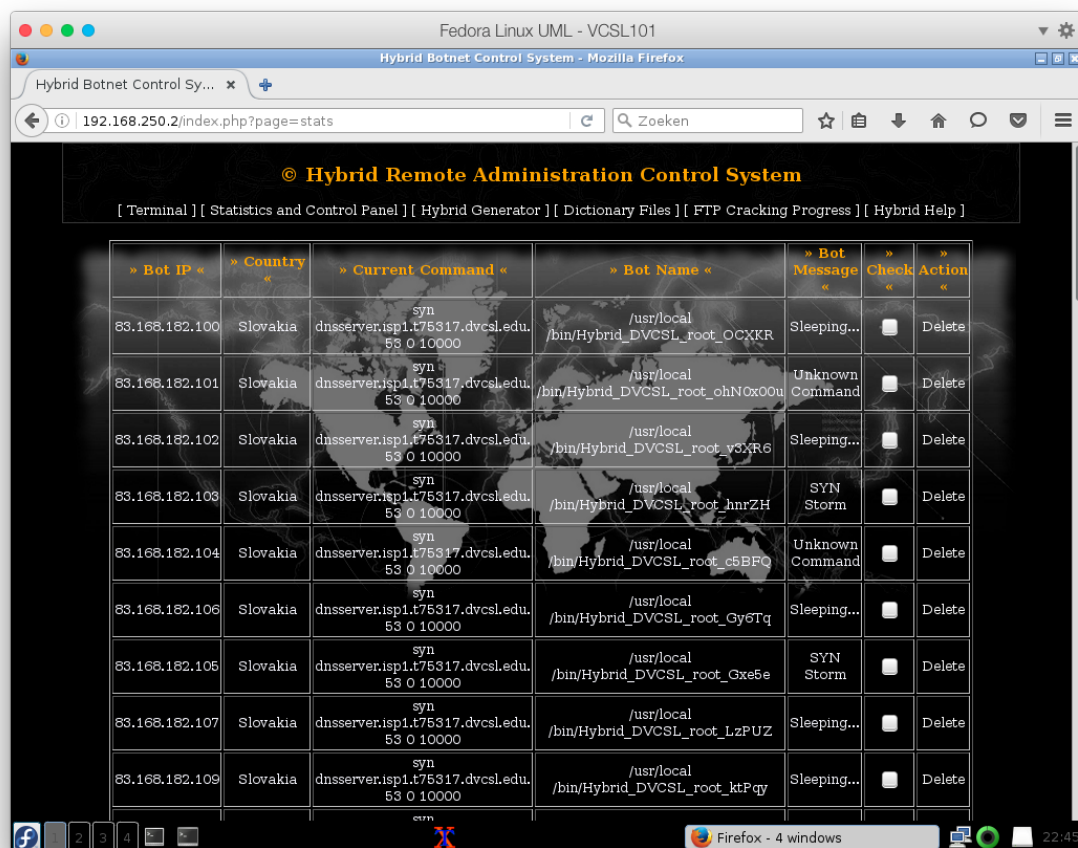 Fedora Linux UML - VCSL101
Hybrid Botnet Control System - Mozilla Firefox
Hybrid Botnet Control Sy...
192.168.250.2/index.php?page=stats
Zoeken
© Hybrid Remote Administration Control System
[ Terminal ] [ Statistics and Control Panel ] [ Hybrid Generator ] [ Dictionary Files ] [ FTP Cracking Progress ] [ Hybrid Help ]
» Bot IP «
» Country
«
» Current Command «
» Bot Name «
» Bot
Message
«
»
Check
«
»
Action
«
83.168.182.100
Slovakia
syn
dnsserver.isp1.t75317.dvcsl.edu.
53 0 10000
/usr/local
/bin/Hybrid_DVCSL_root_OCXKR
Sleeping...
Delete
83.168.182.101
Slovakia
syn
dnsserver.isp1.t75317.dvcsl.edu.
53 0 10000
/usr/local
/bin/Hybrid_DVCSL_root_ohN0x00u
Unknown
Command
Delete
83.168.182.102
Slovakia
syn
dnsserver.isp1.t75317.dvcsl.edu.
53 0 10000
/usr/local
/bin/Hybrid_DVCSL_root_v3XR6
Sleeping...
Delete
83.168.182.103
Slovakia
syn
dnsserver.isp1.t75317.dvcsl.edu.
53 0 10000
/usr/local
/bin/Hybrid_DVCSL_root_hnrZH
SYN
Storm
Delete
83.168.182.104
Slovakia
syn
dnsserver.isp1.t75317.dvcsl.edu.
53 0 10000
/usr/local
/bin/Hybrid_DVCSL_root_c5BFQ
Unknown
Command
Delete
83.168.182.106
Slovakia
syn
dnsserver.isp1.t75317.dvcsl.edu.
53 0 10000
/usr/local
/bin/Hybrid_DVCSL_root_Gy6Tq
Sleeping...
Delete
83.168.182.105
Slovakia
syn
dnsserver.isp1.t75317.dvcsl.edu.
53 0 10000
/usr/local
/bin/Hybrid_DVCSL_root_Gxe5e
SYN
Storm
Delete
83.168.182.107
Slovakia
syn
dnsserver.isp1.t75317.dvcsl.edu.
53 0 10000
/usr/local
/bin/Hybrid_DVCSL_root_LzPUZ
Sleeping...
Delete
83.168.182.109
Slovakia
syn
dnsserver.isp1.t75317.dvcsl.edu.
53 0 10000
/usr/local
/bin/Hybrid_DVCSL_root_ktPqy
Sleeping...
Delete
syn
1
2
3
4
Firefox - 4 windows
22:45